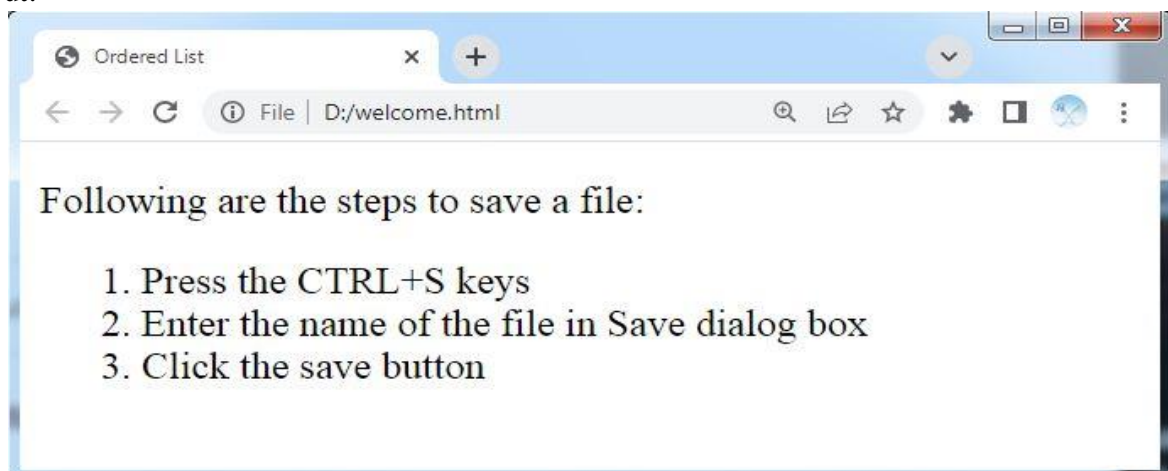 Ordered List
File D:/welcome.html
Following are the steps to save a file:
1. Press the CTRL+S keys
2. Enter the name of the file in Save dialog box
3. Click the save button